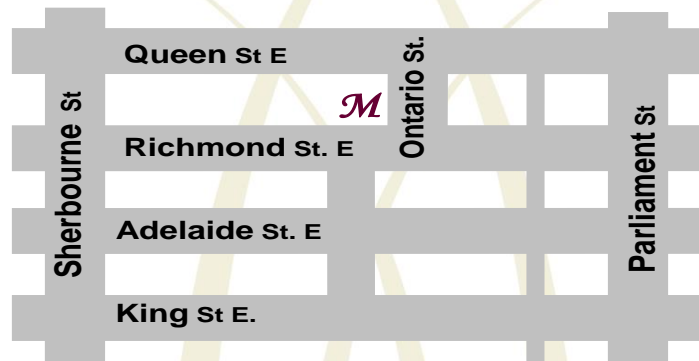 Queen St E
Ontario St.
M
Richmond St. E
Sherbourne St
Parliament St
Adelaide St. E
King St E.